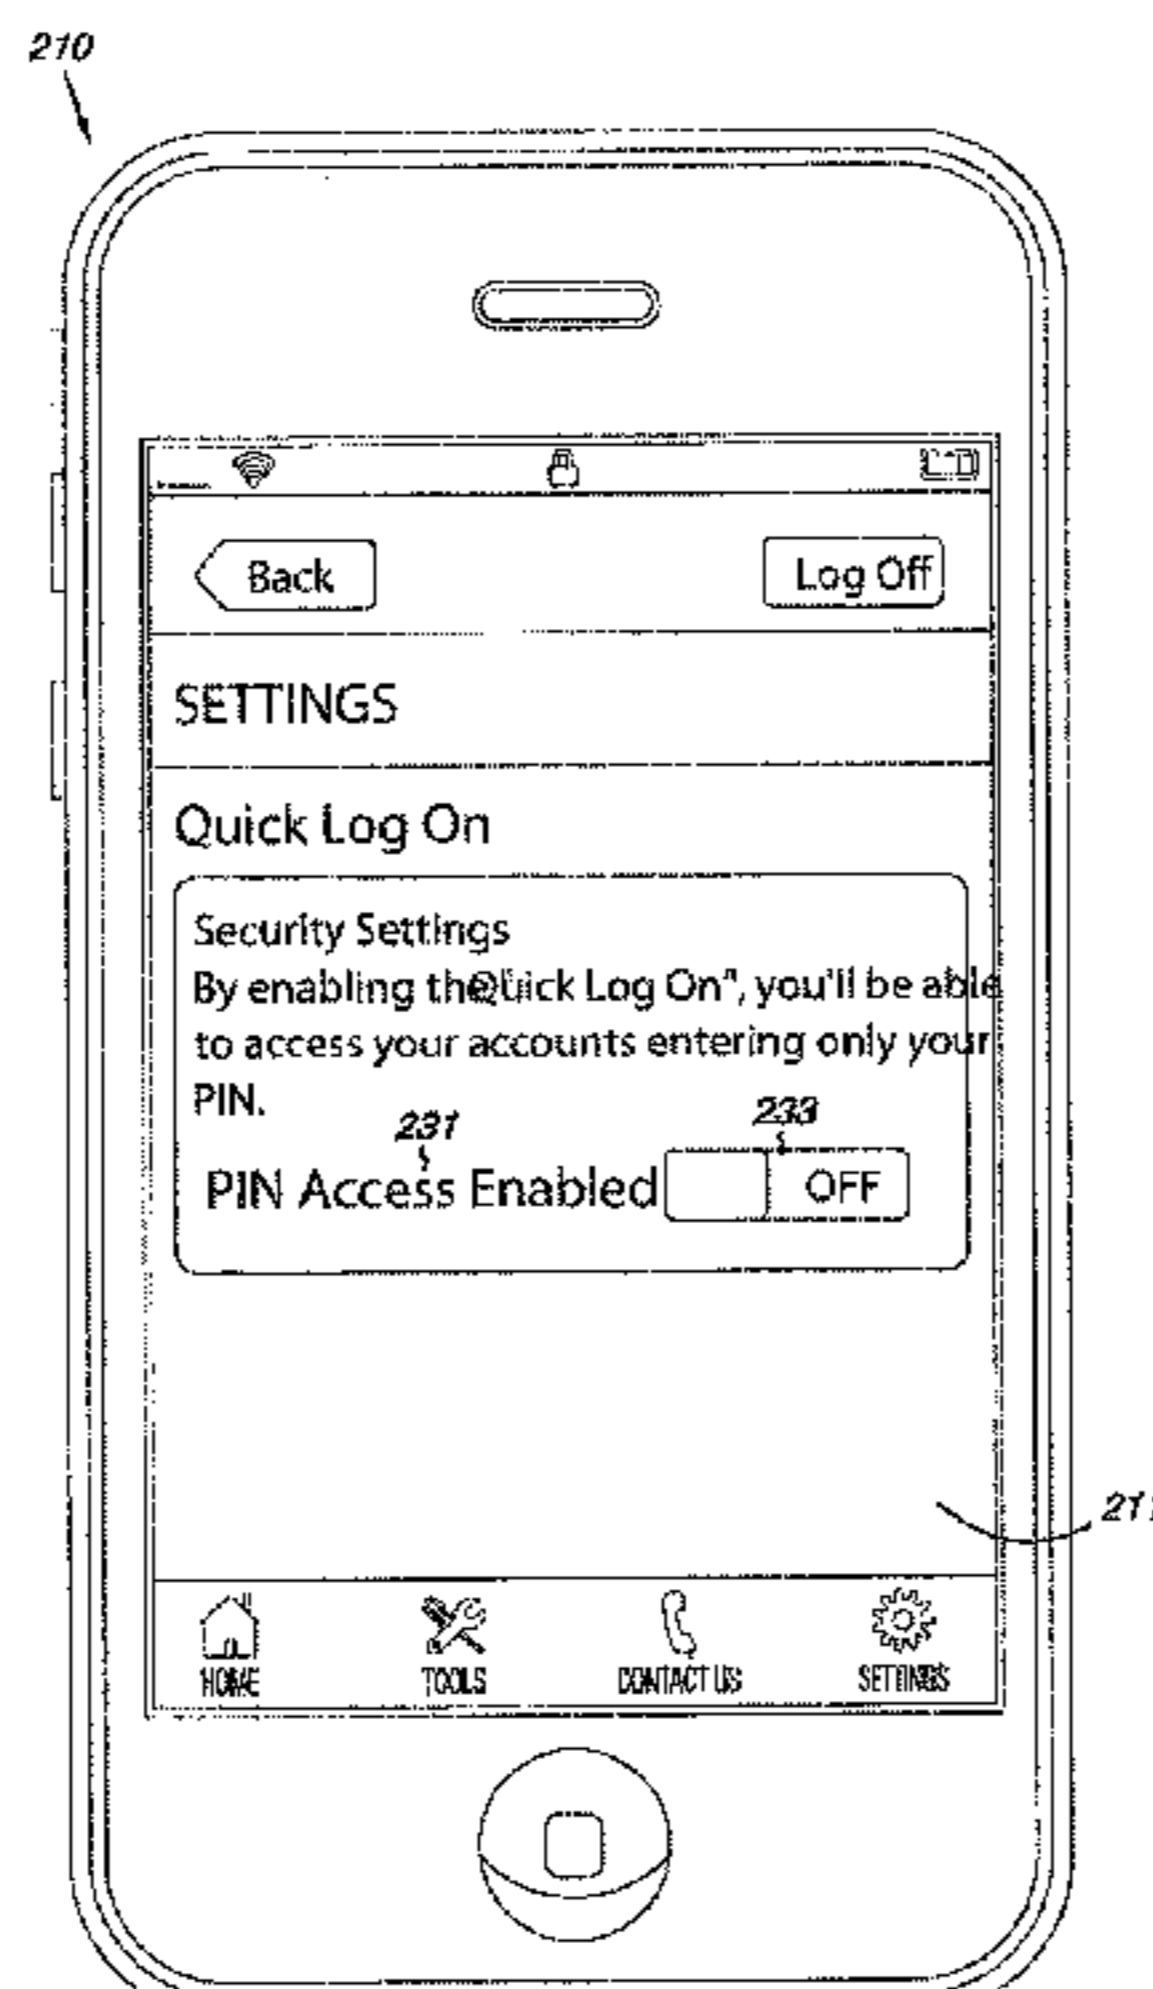 210
Back
Log Off
SETTINGS
Quick Log On
Security Settings
By enabling the "Quick Log On", you'll be able
to access your accounts entering only your
PIN.
231
233
PIN Access Enabled
OFF
211
HOME
TOOLS
CONTACT US
SETTINGS